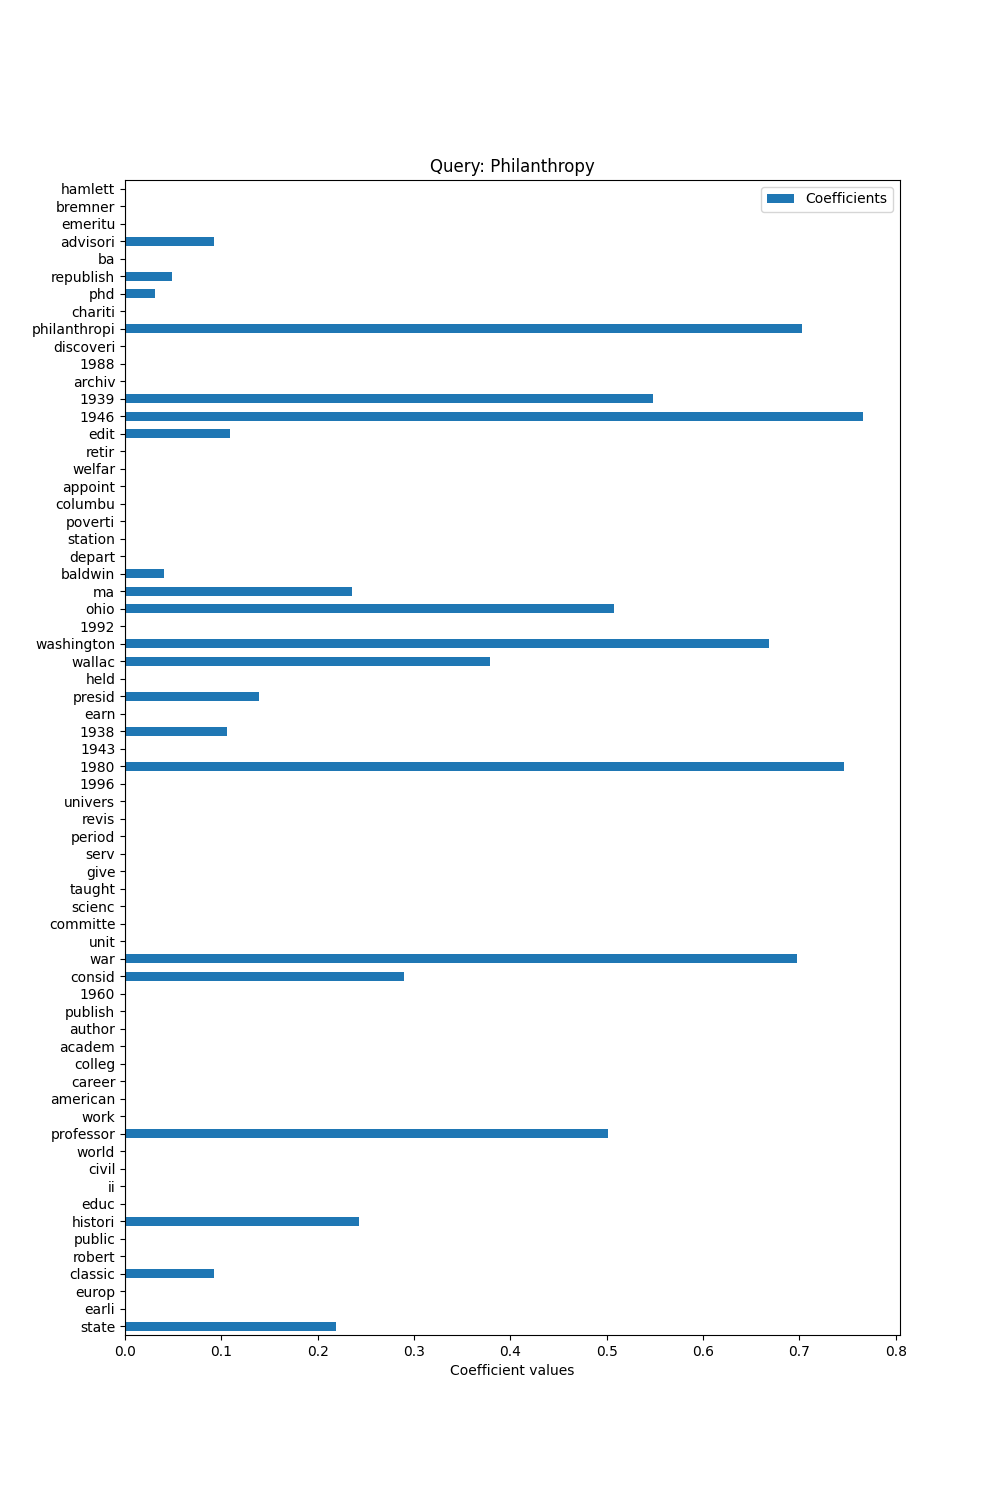 Query: Philanthropy
Coefficients
hamlett
bremner
emeritu
advisori
ba
republish
phd
chariti
philanthropi
discoveri
1988
archiv
1939
1946
edit
retir
welfar
appoint
columbu
poverti
station
depart
baldwin
ma
ohio
1992
washington
wallac
held
presid
earn
1938
1943
1980
1996
univers
revis
period
serv
give
taught
scienc
committe
unit
war
consid
1960
publish
author
academ
colleg
career
american
work
professor
world
civil
ii
educ
histori
public
robert
classic
europ
earli
state
0.0 0.1 0.2 0.3 0.4 0.5 0.6 0.7 0.8
Coefficient values